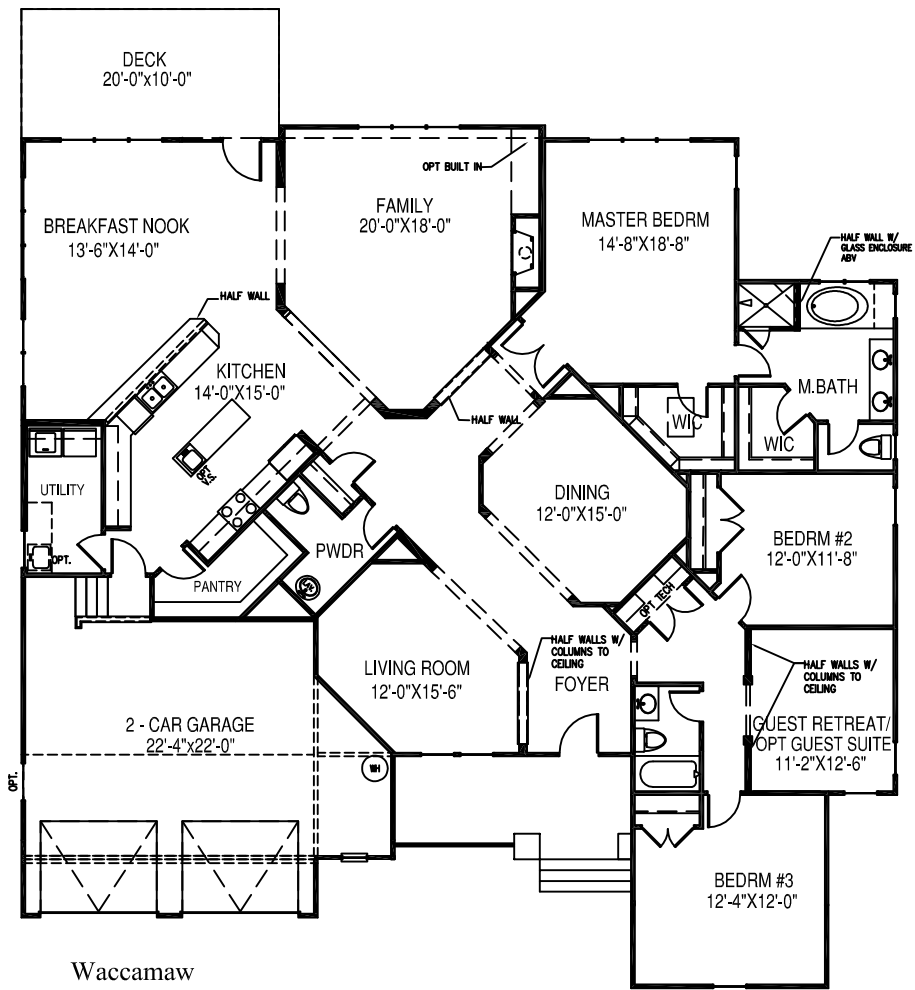 DECK
20'-0"x10'-0"
OPT BUILT IN
FAMILY
20'-0"X18'-0"
BREAKFAST NOOK
13'-6"X14'-0"
MASTER BEDRM
14'-8"X18'-8"
HALF WALL W/
GLASS ENCLOSURE
ABV
HALF WALL
KITCHEN
14'-0"X15'-0"
M.BATH
HALF WALL
WIC
WIC
OPT.
V.S.
UTILITY
DINING
12'-0"X15'-0"
OPT.
PWDR
BEDRM #2
12'-0"X11'-8"
PANTRY
OPT TECH
HALF WALLS W/
COLUMNS TO
CEILING
LIVING ROOM
12'-0"X15'-6"
FOYER
HALF WALLS W/
COLUMNS TO
CEILING
2 - CAR GARAGE
22'-4"x22'-0"
GUEST RETREAT/
OPT GUEST SUITE
11'-2"X12'-6"
WH
OPT.
BEDRM #3
12'-4"X12'-0"
Waccamaw